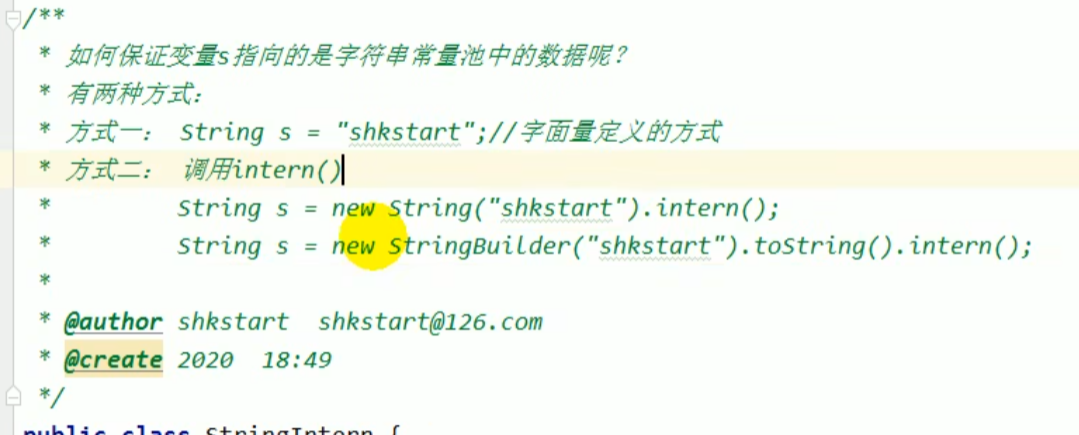 /**
* 如何保证变量s指向的是字符串常量池中的数据呢？
* 有两种方式：
* 方式一： String s = "shkstart";//字面量定义的方式
* 方式二： 调用intern()
* String s = new String("shkstart").intern();
* String s = new StringBuilder("shkstart").toString().intern();
*
* @author shkstart shkstart@126.com
* @create 2020 18:49
*/
public class StringIntern {